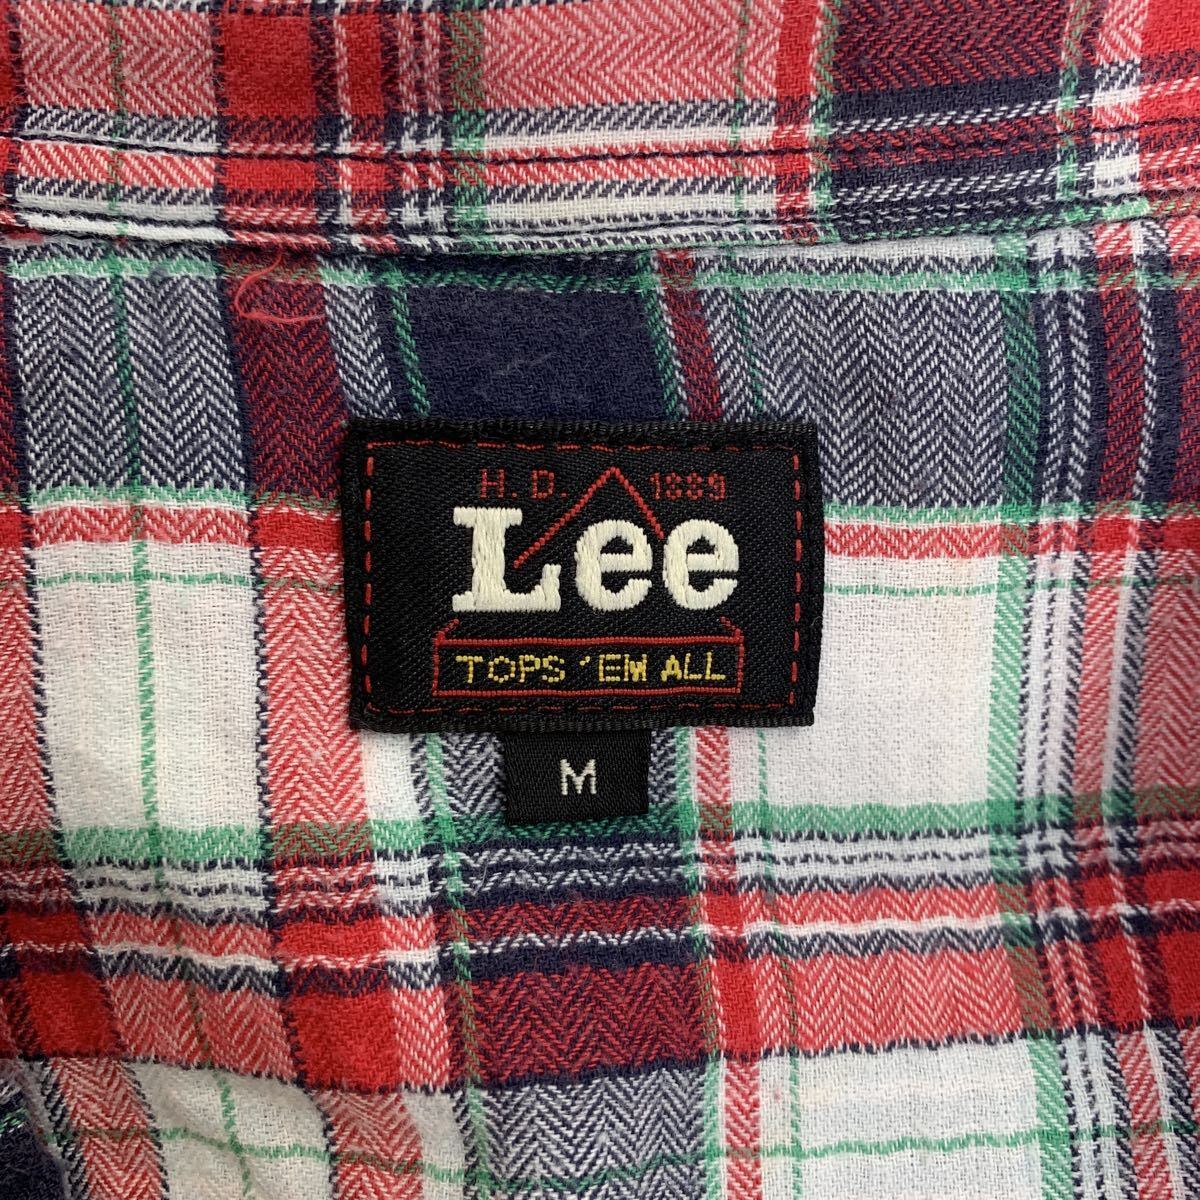 H.D. 1889
Lee
TOPS 'EM ALL
M